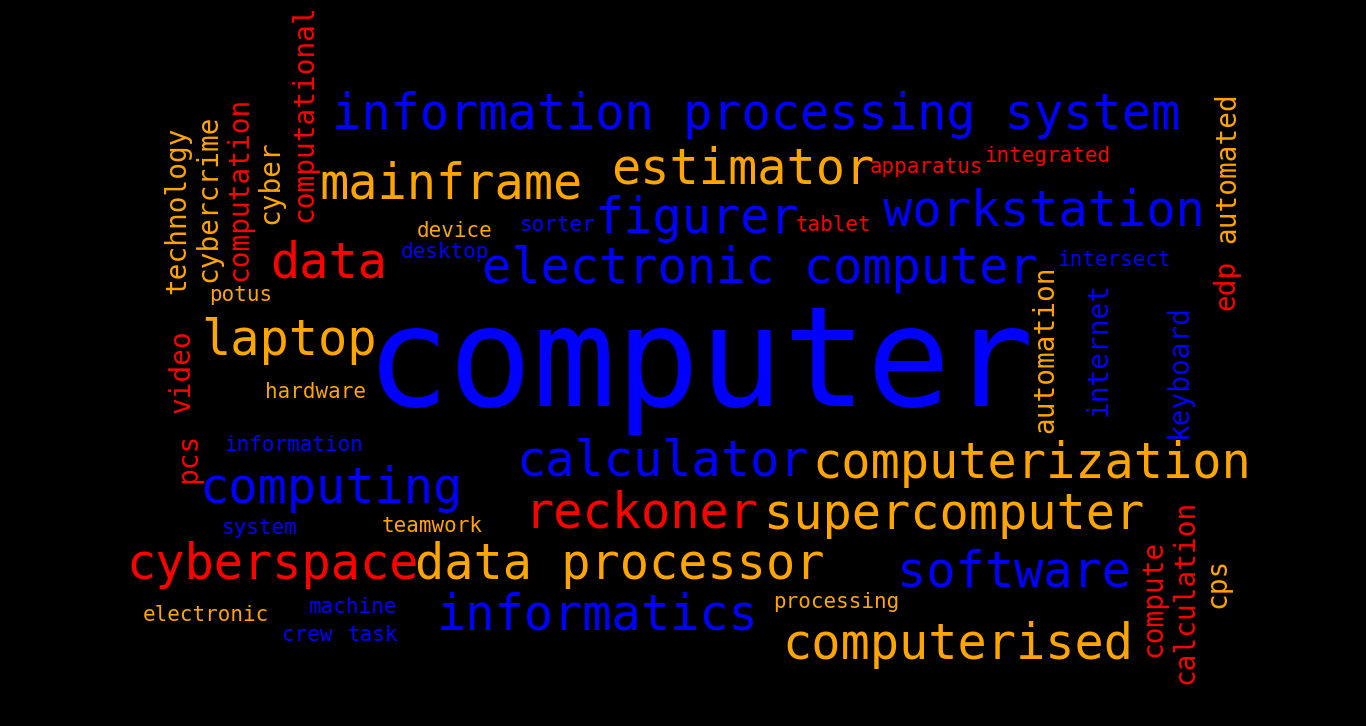 computational
information processing system
technology
cybercrime
computation
cyber
mainframe
estimator
apparatus
integrated
automated
device
sorter
figurer
tablet
workstation
data
desktop
electronic computer
intersect
edp
potus
laptop
computer
automation
internet
keyboard
video
hardware
pcs
information
calculator
computerization
computing
reckoner
supercomputer
system
teamwork
cyberspace
data processor
software
compute
calculation
cps
electronic
machine
informatics
processing
crew
task
computerised